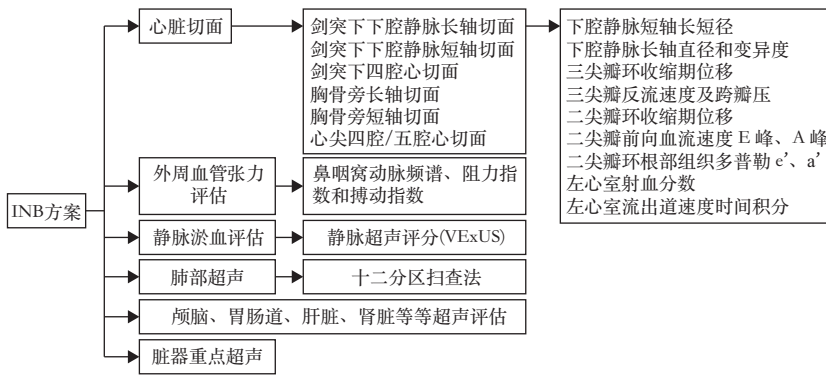 INB方案
心脏切面
剑突下下腔静脉长轴切面
剑突下下腔静脉短轴切面
剑突下四腔心切面
胸骨旁长轴切面
胸骨旁短轴切面
心尖四腔/五腔心切面
下腔静脉短轴长短径
下腔静脉长轴直径和变异度
三尖瓣环收缩期位移
三尖瓣反流速度及跨瓣压
二尖瓣环收缩期位移
二尖瓣前向血流速度 E 峰、A 峰
二尖瓣环根部组织多普勒 e’、a’
左心室射血分数
左心室流出道速度时间积分
外周血管张力
评估
鼻咽窝动脉频谱、阻力指
数和搏动指数
静脉淤血评估
静脉超声评分(VExUS)
肺部超声
十二分区扫查法
颅脑、胃肠道、肝脏、肾脏等等超声评估
脏器重点超声